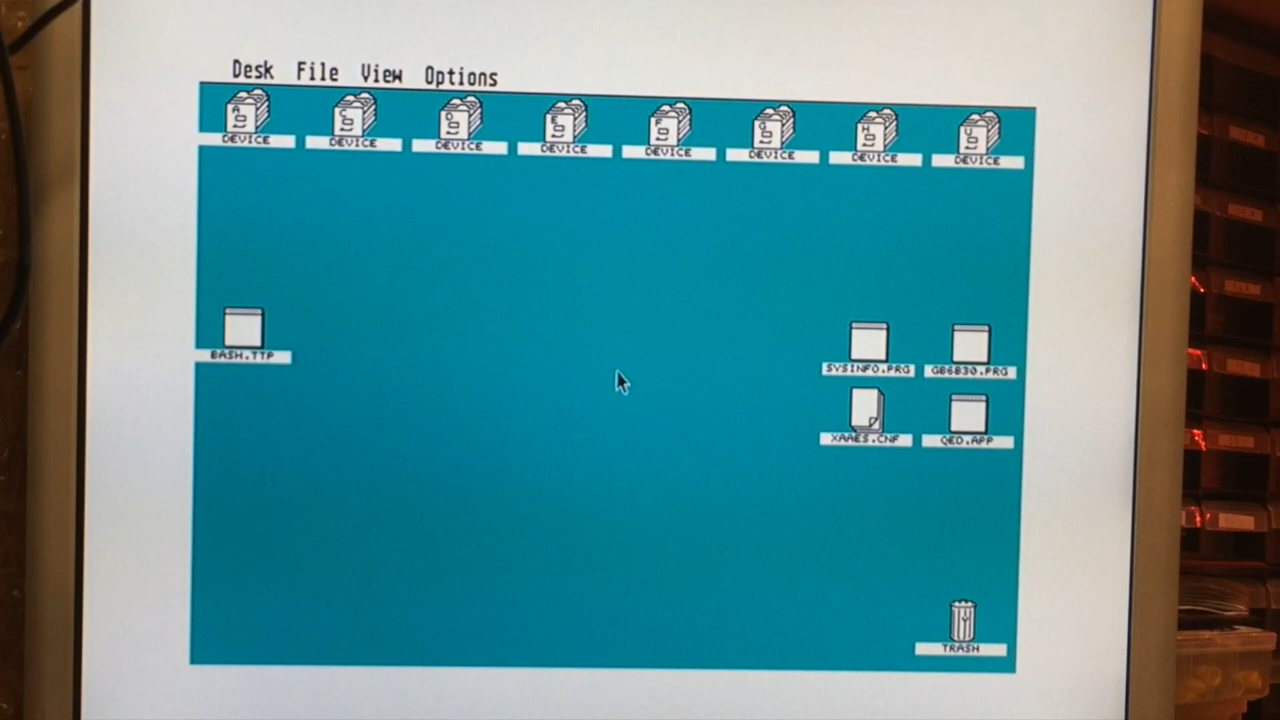 Desk File View Options
A C D E F G H U
DEVICE DEVICE DEVICE DEVICE DEVICE DEVICE DEVICE DEVICE
BASH.TTP SYSINFO.PRG GB6830.PRG
XAAES.CNF QED.APP
TRASH